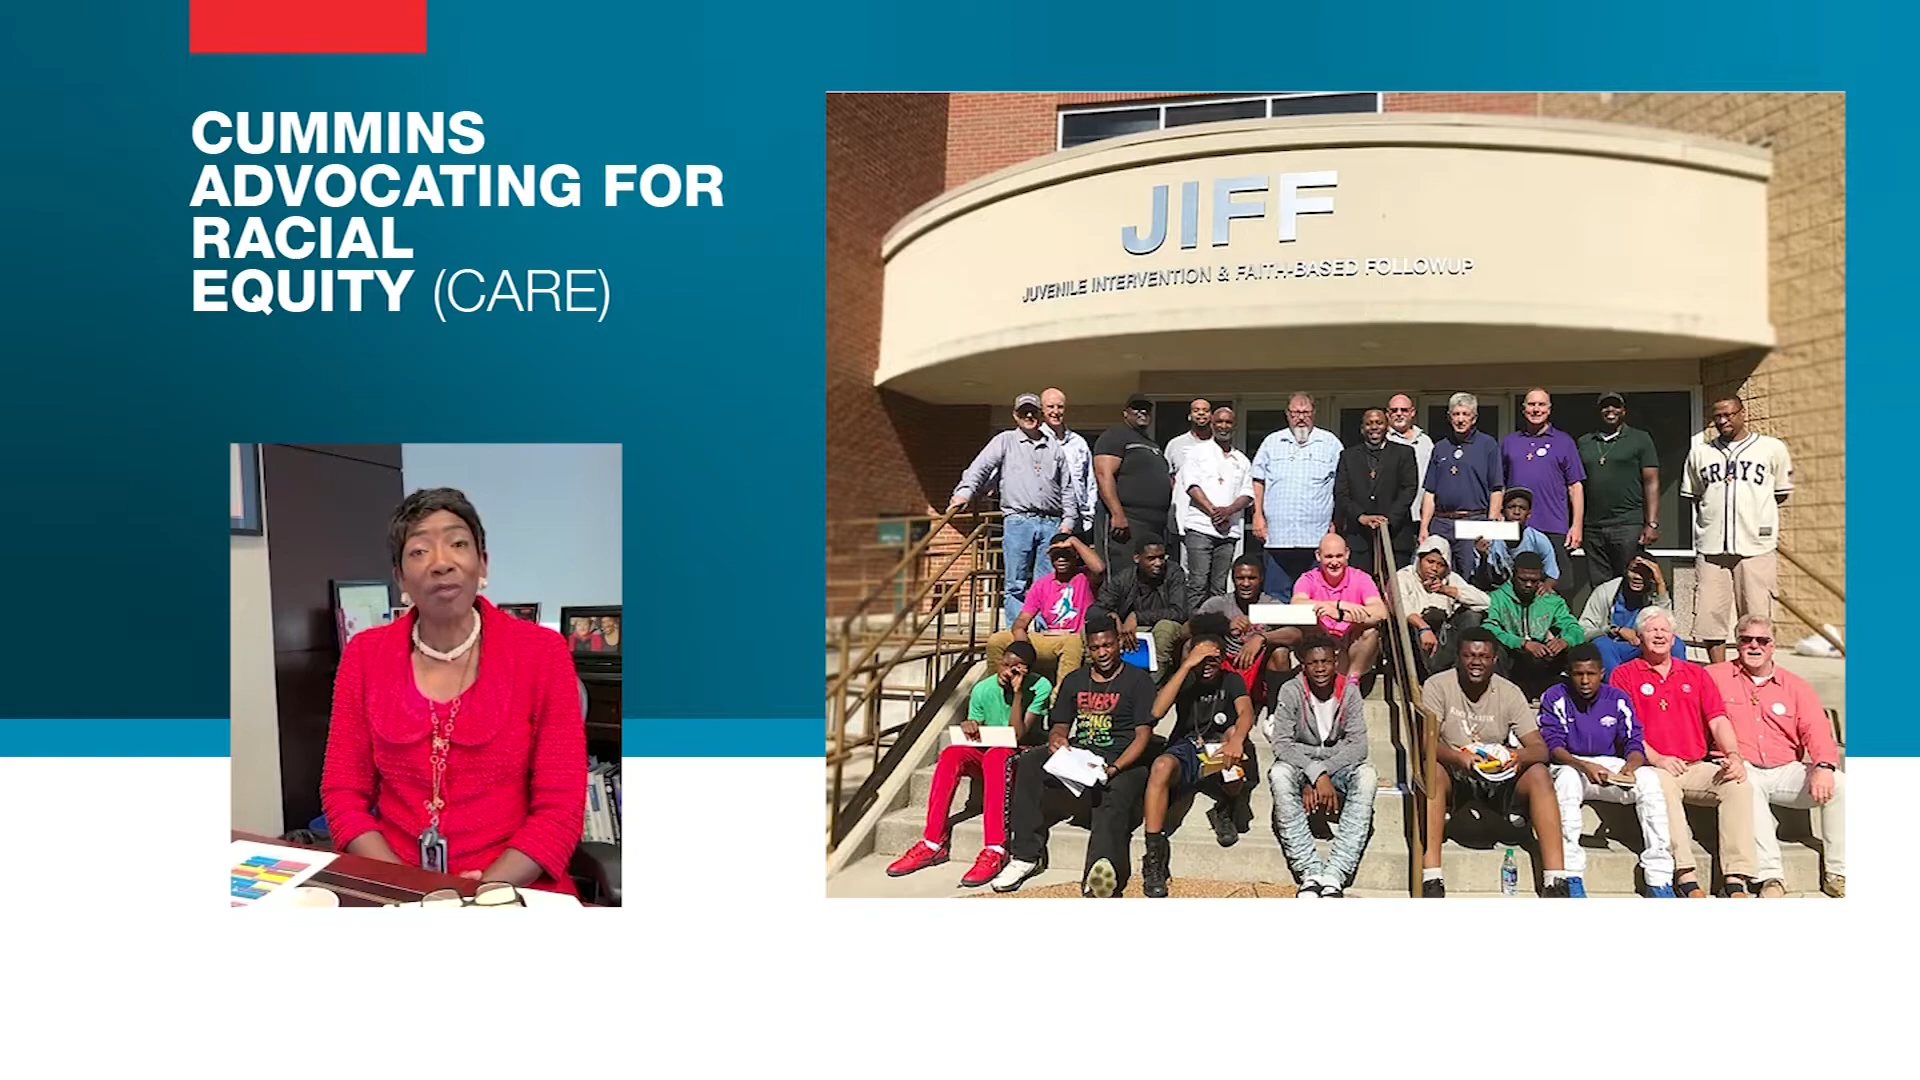 CUMMINS
ADVOCATING FOR
RACIAL
EQUITY (CARE)
JIFF
JUVENILE INTERVENTION & FAITH-BASED FOLLOWUP
GRAYS